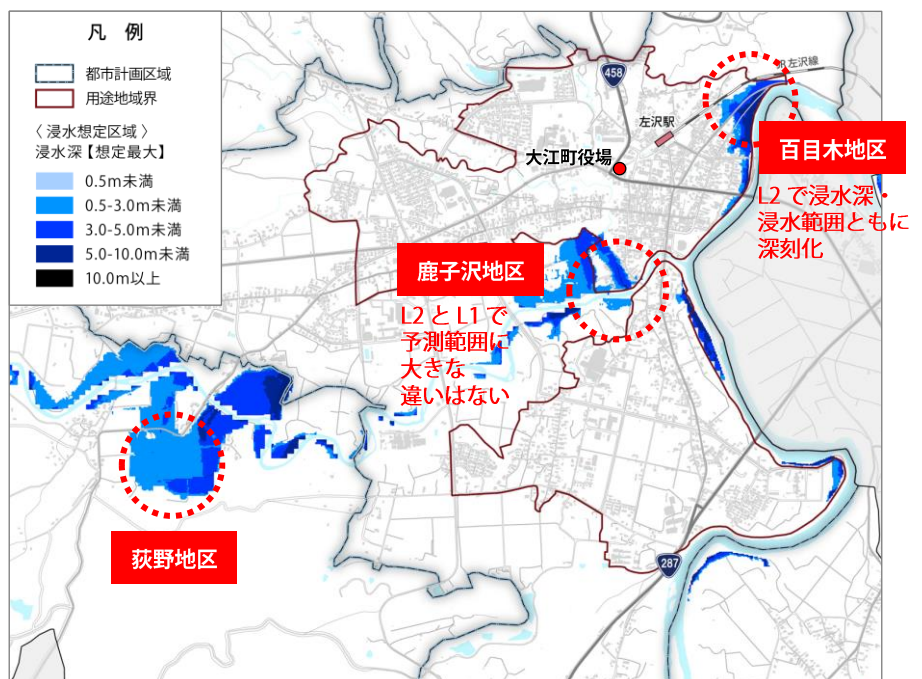 凡　例
都市計画区域
用途地域界
〈 浸水想定区域 〉
浸水深【想定最大】
0.5m未満
0.5-3.0m未満
3.0-5.0m未満
5.0-10.0m未満
10.0m以上
458
JR左沢線
左沢駅
大江町役場
百目木地区
L2 で浸水深・
浸水範囲ともに
深刻化
鹿子沢地区
L2 と L1 で
予測範囲に
大きな
違いはない
荻野地区
287